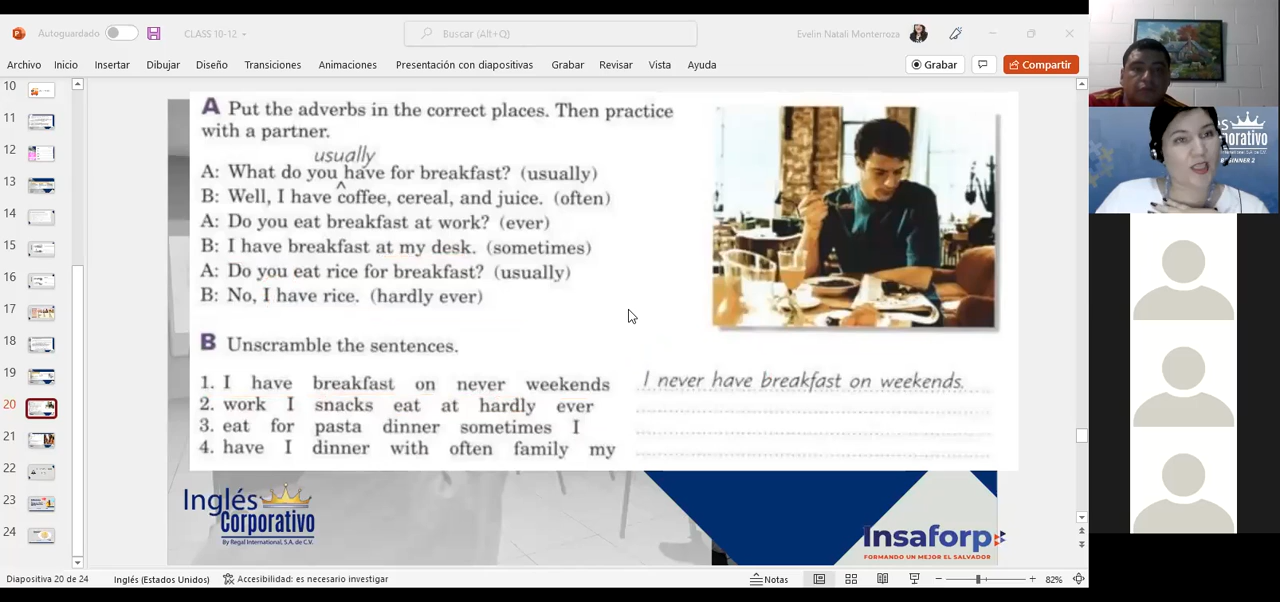 Autoguardado
CLASS 10-12
Buscar (Alt+Q)
Evelin Natali Monterroza
Archivo Inicio Insertar Dibujar Diseño Transiciones Animaciones Presentación con diapositivas Grabar Revisar Vista Ayuda
Grabar
Compartir
10
11
12
13
14
15
16
17
18
19
20
21
22
23
24
A Put the adverbs in the correct places. Then practice
with a partner.
usually
A: What do you have for breakfast? (usually)
B: Well, I have coffee, cereal, and juice. (often)
A: Do you eat breakfast at work? (ever)
B: I have breakfast at my desk. (sometimes)
A: Do you eat rice for breakfast? (usually)
B: No, I have rice. (hardly ever)
B Unscramble the sentences.
1. I have breakfast on never weekends
I never have breakfast on weekends.
2. work I snacks eat at hardly ever
3. eat for pasta dinner sometimes I
4. have I dinner with often family my
Inglés
Corporativo
By Regal International, S.A. de C.V.
Insaforp
FORMANDO UN MEJOR EL SALVADOR
Diapositiva 20 de 24
Inglés (Estados Unidos)
Accesibilidad: es necesario investigar
Notas
82%